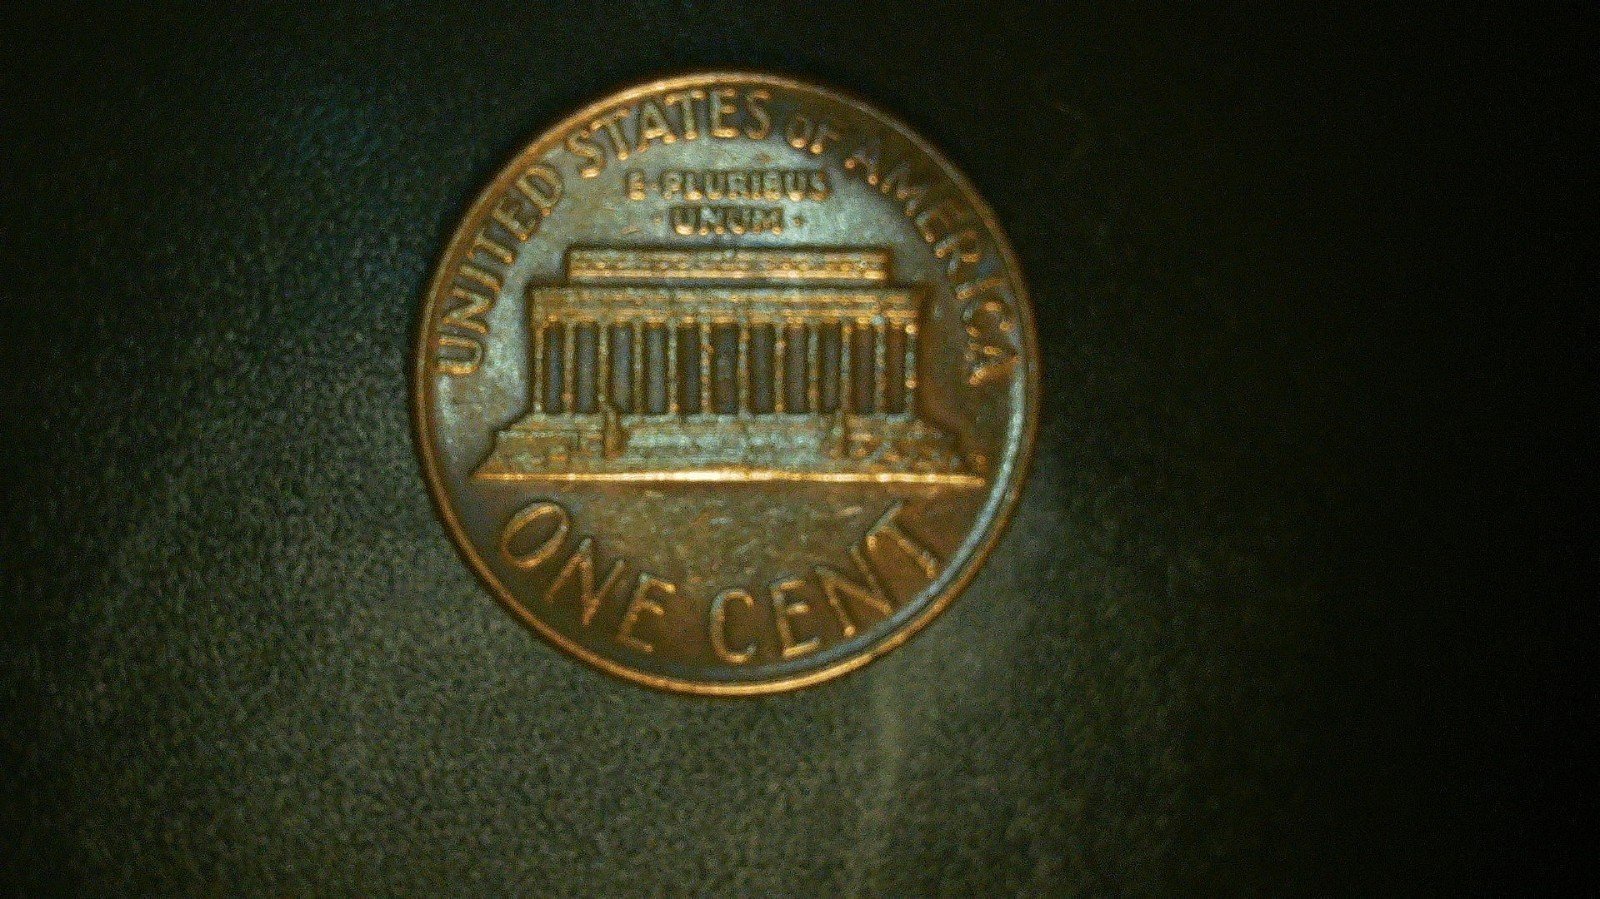 UNITED STATES OF AMERICA
E·PLURIBUS
·UNUM·
ONE CENT